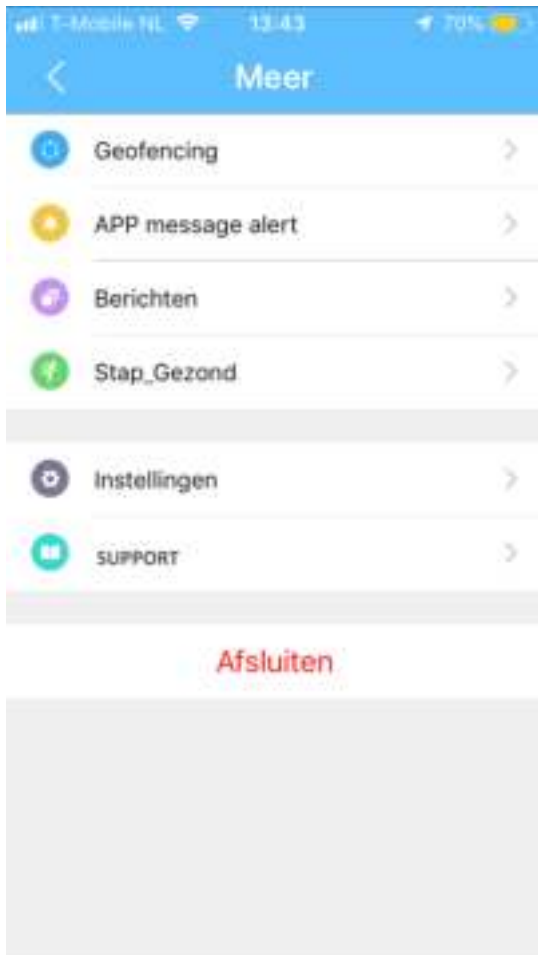 T-Mobile NL 13:43 70%
Meer
Geofencing
APP message alert
Berichten
Stap_Gezond
Instellingen
SUPPORT
Afsluiten